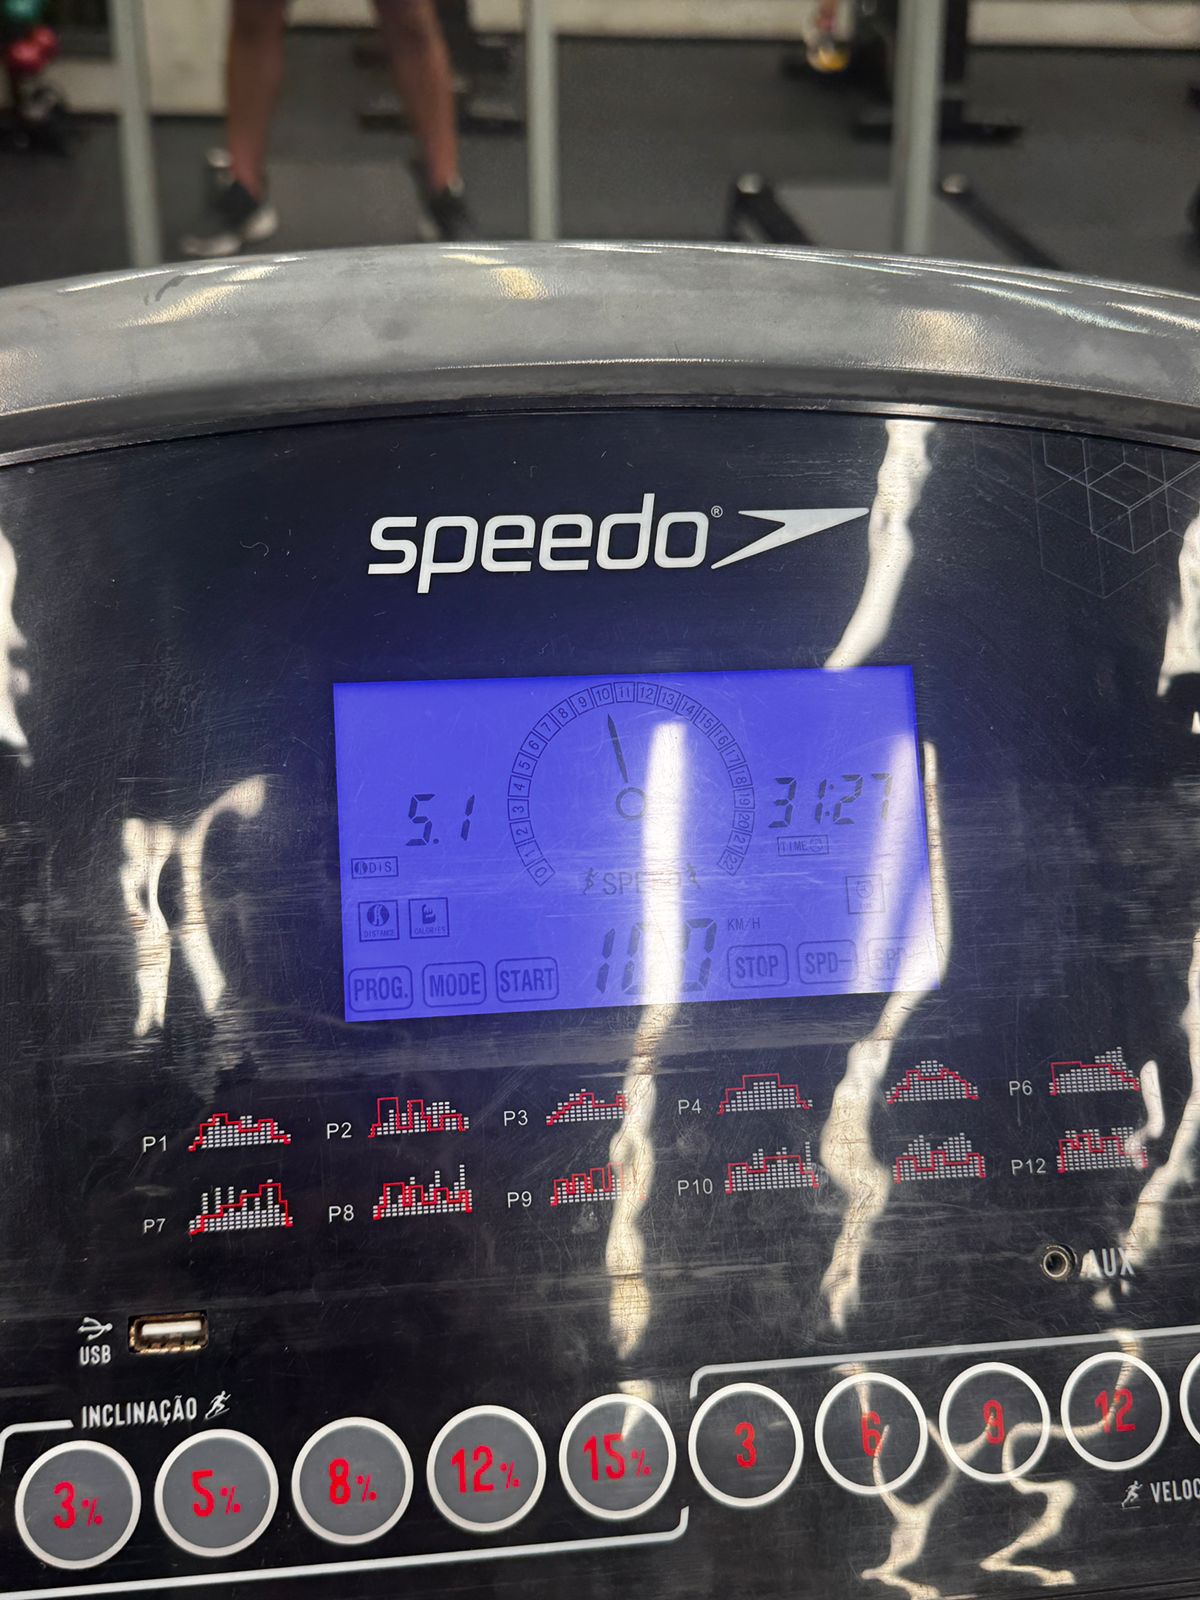 speedo®
0 1 2 3 4 5 6 7 8 9 10 11 12 13 14 15 16 17 18 19 20 21 22
5.1
31:27
DIS
TIME
SPEED
DISTANCE
CALORIES
KM/H
10.0
PROG.
MODE
START
STOP
SPD-
P1
P2
P3
P4
P6
P7
P8
P9
P10
P12
AUX
USB
INCLINAÇÃO
3%
5%
8%
12%
15%
3
6
9
12
VELOC